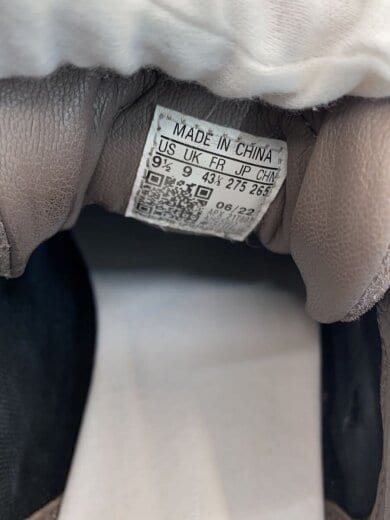 MADE IN CHINA
US UK FR JP CHN
9½ 9 43⅓ 275 265
06/22